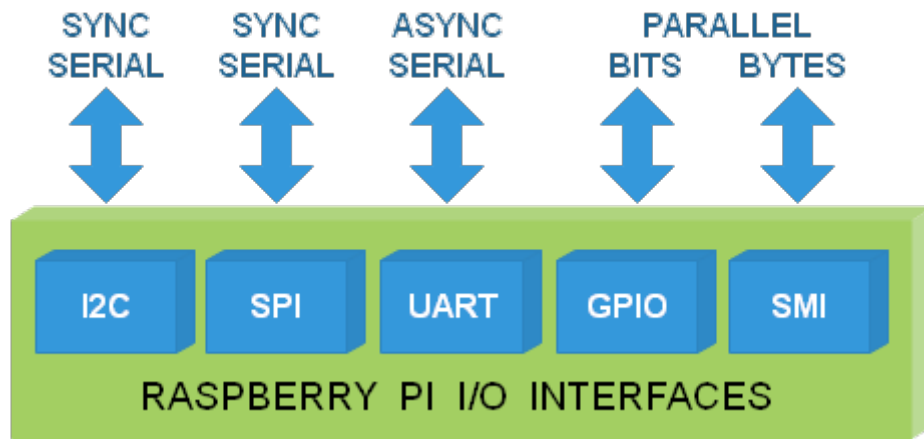 SYNC SERIAL
SYNC SERIAL
ASYNC SERIAL
PARALLEL
BITS BYTES
I2C SPI UART GPIO SMI
RASPBERRY PI I/O INTERFACES